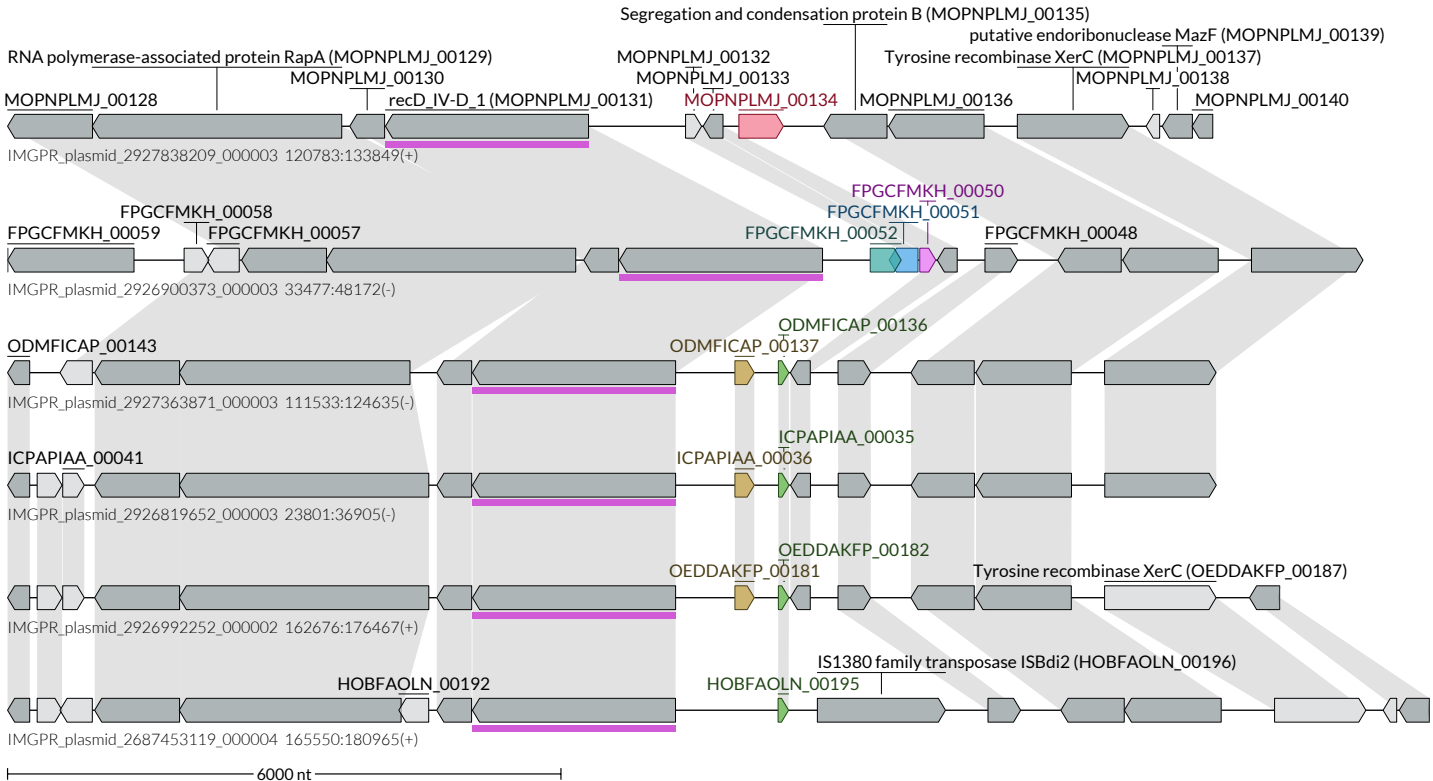 Segregation and condensation protein B (MOPNPLMJ_00135)
putative endoribonuclease MazF (MOPNPLMJ_00139)
RNA polymerase-associated protein RapA (MOPNPLMJ_00129) MOPNPLMJ_00132 Tyrosine recombinase XerC (MOPNPLMJ_00137)
MOPNPLMJ_00130 MOPNPLMJ_00133 MOPNPLMJ_00138
MOPNPLMJ_00128 recD_IV-D_1 (MOPNPLMJ_00131) MOPNPLMJ_00134 MOPNPLMJ_00136 MOPNPLMJ_00140
IMGPR_plasmid_2927838209_000003 120783:133849(+)
FPGCFMKH_00050
FPGCFMKH_00058 FPGCFMKH_00051
FPGCFMKH_00059 FPGCFMKH_00057 FPGCFMKH_00052 FPGCFMKH_00048
IMGPR_plasmid_2926900373_000003 33477:48172(-)
ODMFICAP_00136
ODMFICAP_00143 ODMFICAP_00137
IMGPR_plasmid_2927363871_000003 111533:124635(-)
ICPAPIAA_00035
ICPAPIAA_00041 ICPAPIAA_00036
IMGPR_plasmid_2926819652_000003 23801:36905(-)
OEDDAKFP_00182
OEDDAKFP_00181 Tyrosine recombinase XerC (OEDDAKFP_00187)
IMGPR_plasmid_2926992252_000002 162676:176467(+)
IS1380 family transposase ISBdi2 (HOBFAOLN_00196)
HOBFAOLN_00192 HOBFAOLN_00195
IMGPR_plasmid_2687453119_000004 165550:180965(+)
6000 nt